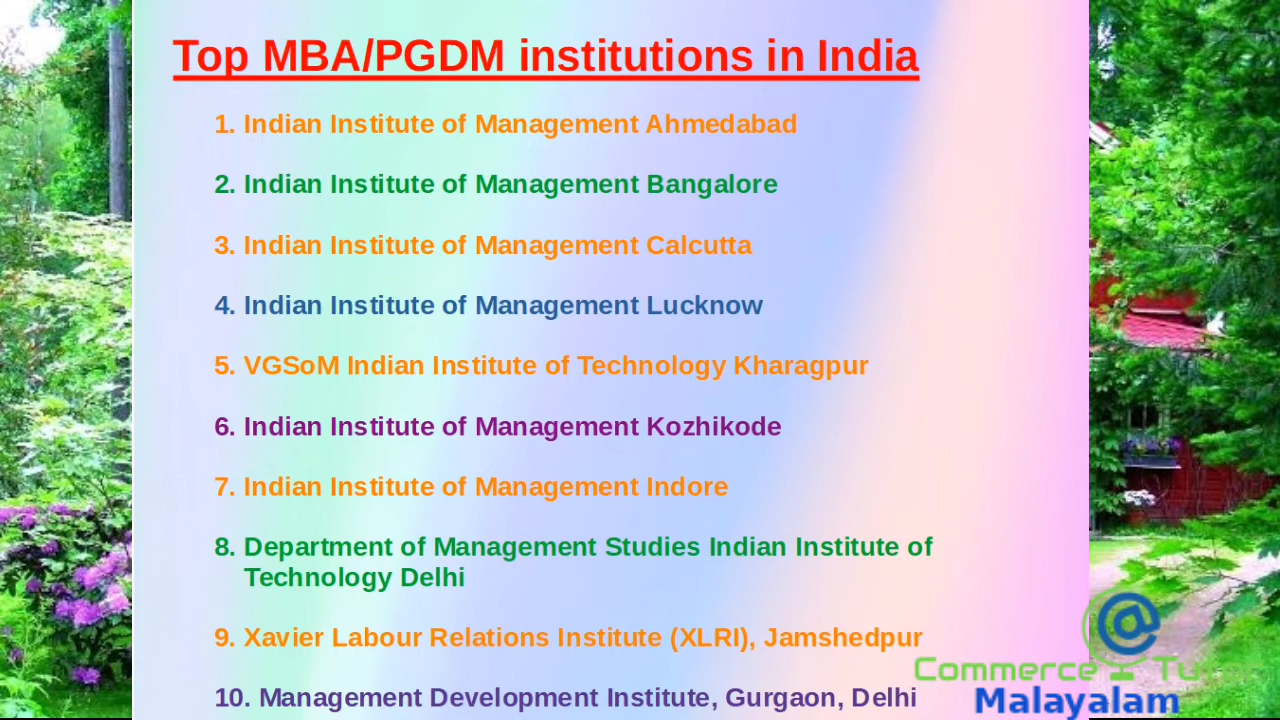 Top MBA/PGDM institutions in India
1. Indian Institute of Management Ahmedabad
2. Indian Institute of Management Bangalore
3. Indian Institute of Management Calcutta
4. Indian Institute of Management Lucknow
5. VGSoM Indian Institute of Technology Kharagpur
6. Indian Institute of Management Kozhikode
7. Indian Institute of Management Indore
8. Department of Management Studies Indian Institute of
Technology Delhi
9. Xavier Labour Relations Institute (XLRI), Jamshedpur
10. Management Development Institute, Gurgaon, Delhi
@
Commerce
Malayalam